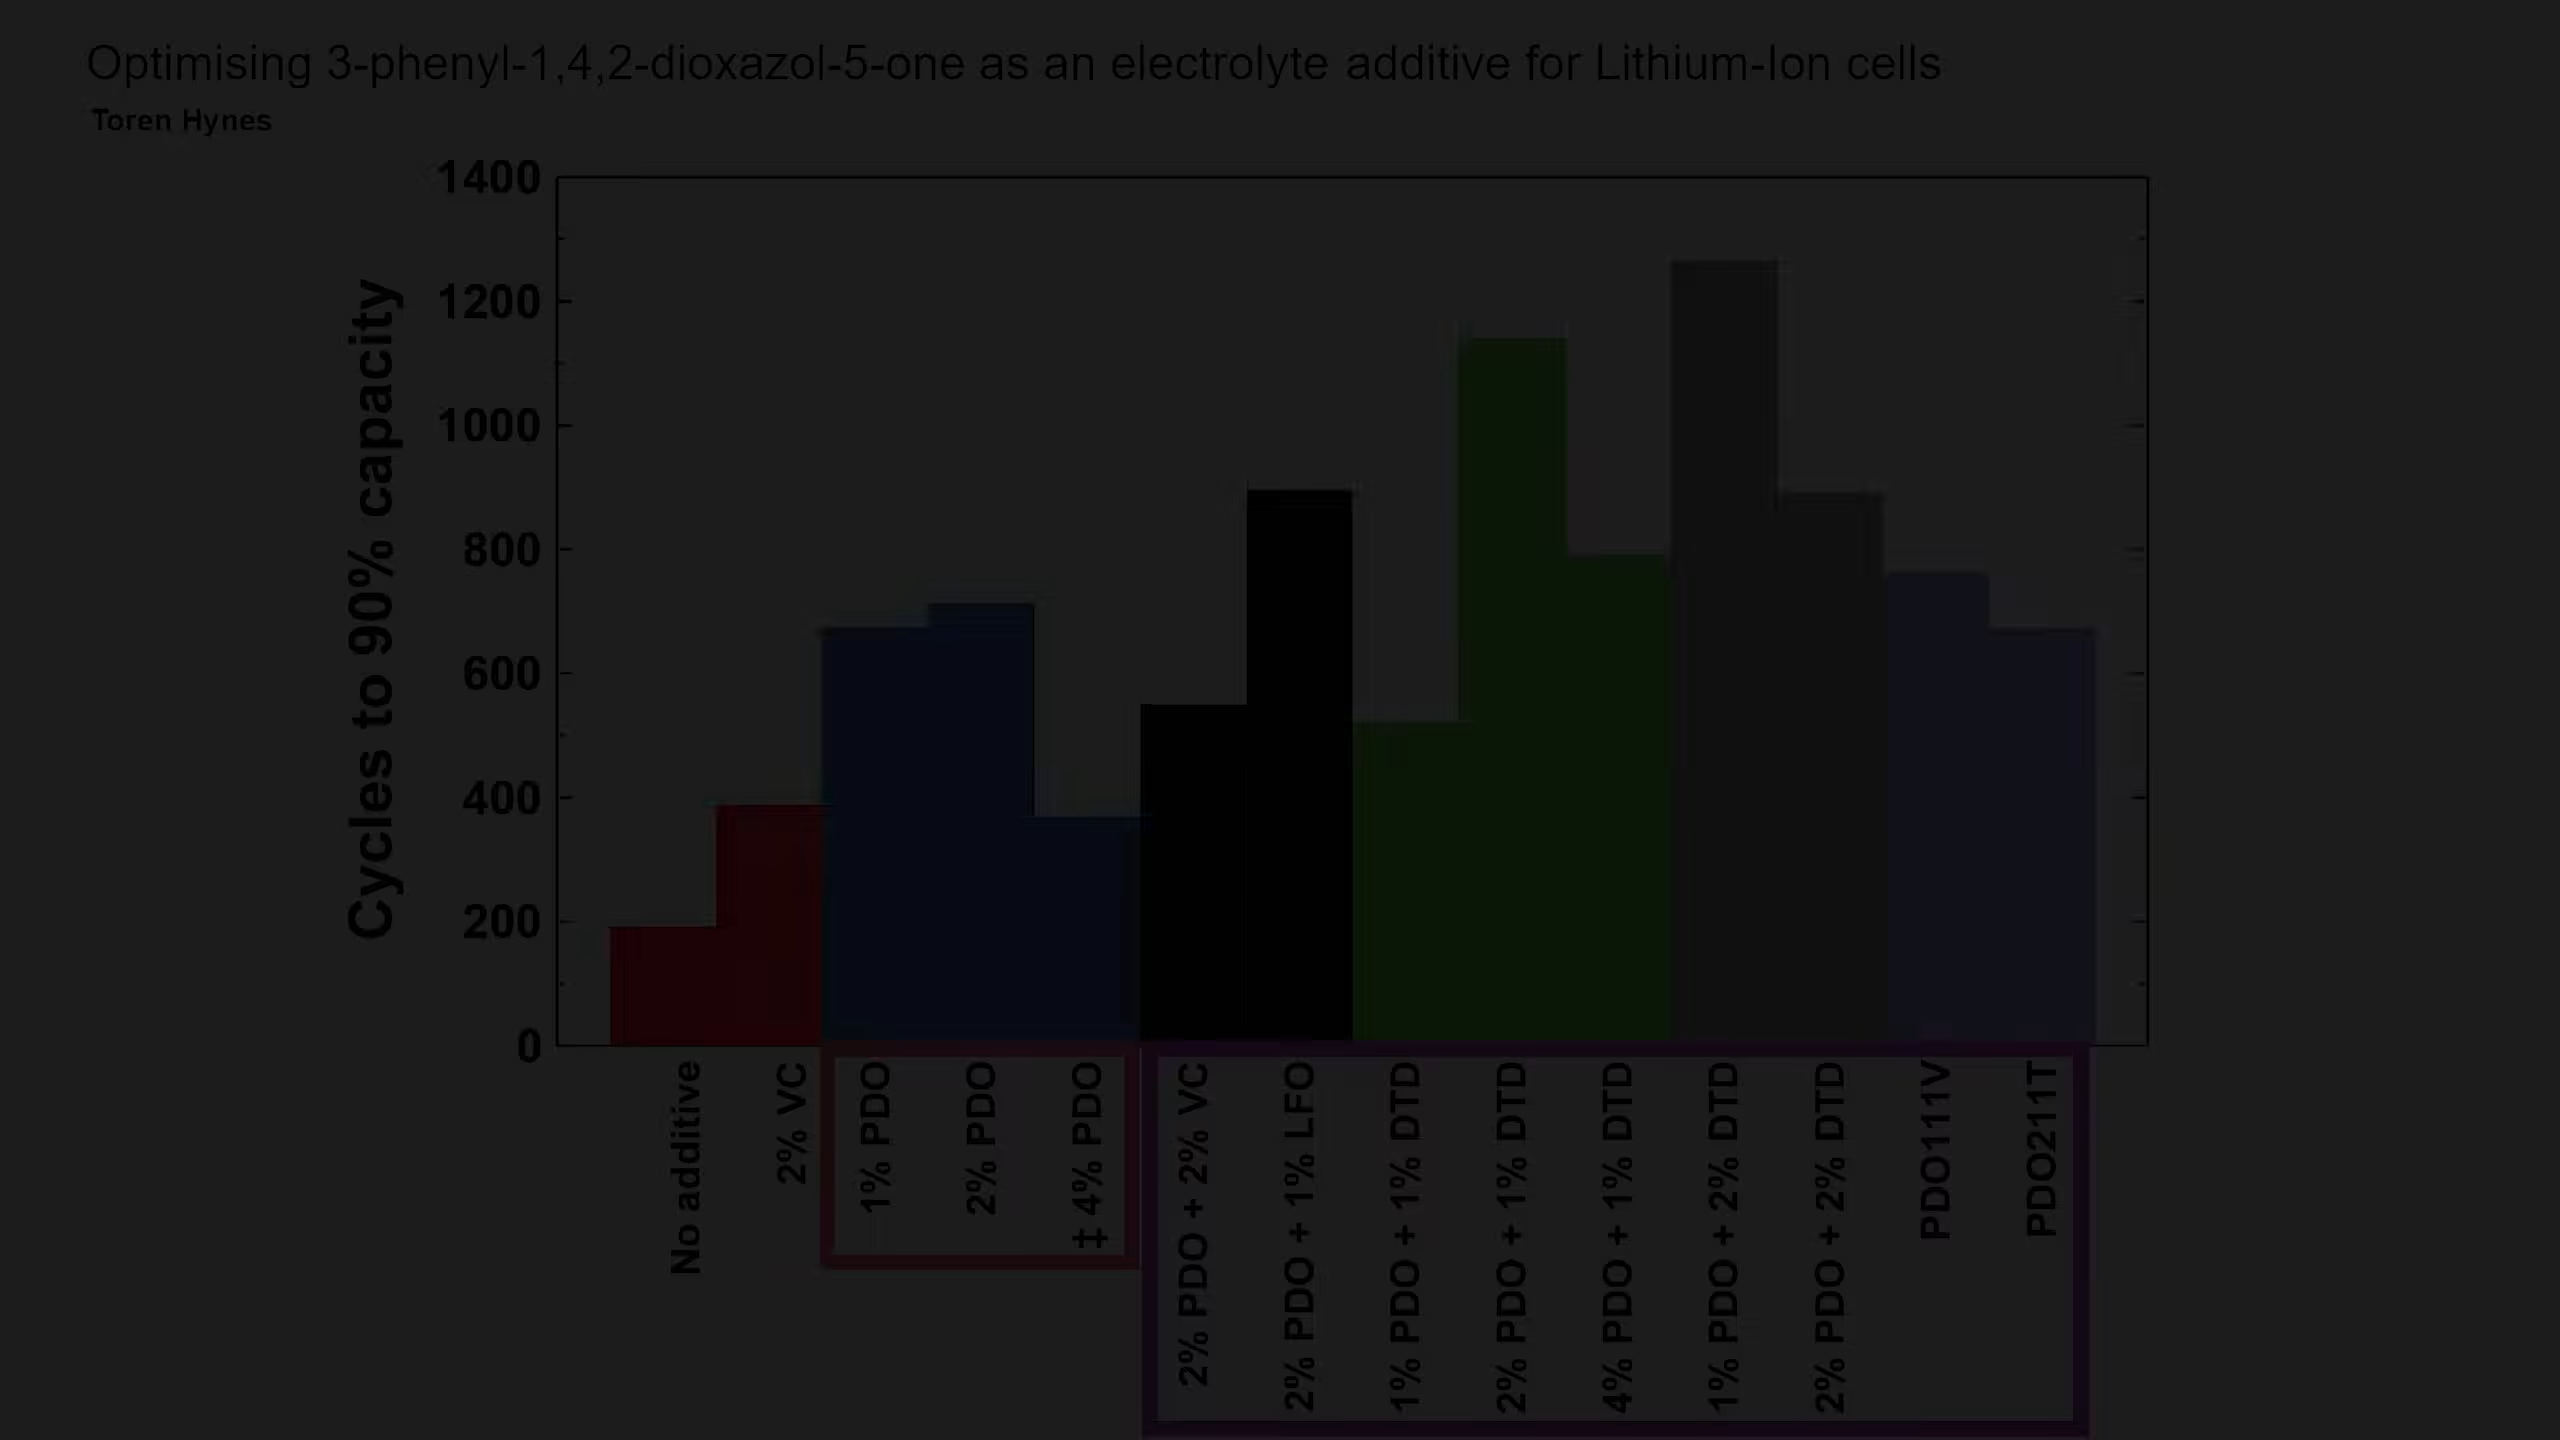 Optimising 3-phenyl-1,4,2-dioxazol-5-one as an electrolyte additive for Lithium-Ion cells
Toren Hynes
Cycles to 90% capacity
1400
1200
1000
800
600
400
200
0
No additive
2% VC
1% PDO
2% PDO
‡ 4% PDO
2% PDO + 2% VC
2% PDO + 1% LFO
1% PDO + 1% DTD
2% PDO + 1% DTD
4% PDO + 1% DTD
1% PDO + 2% DTD
2% PDO + 2% DTD
PDO111V
PDO211T